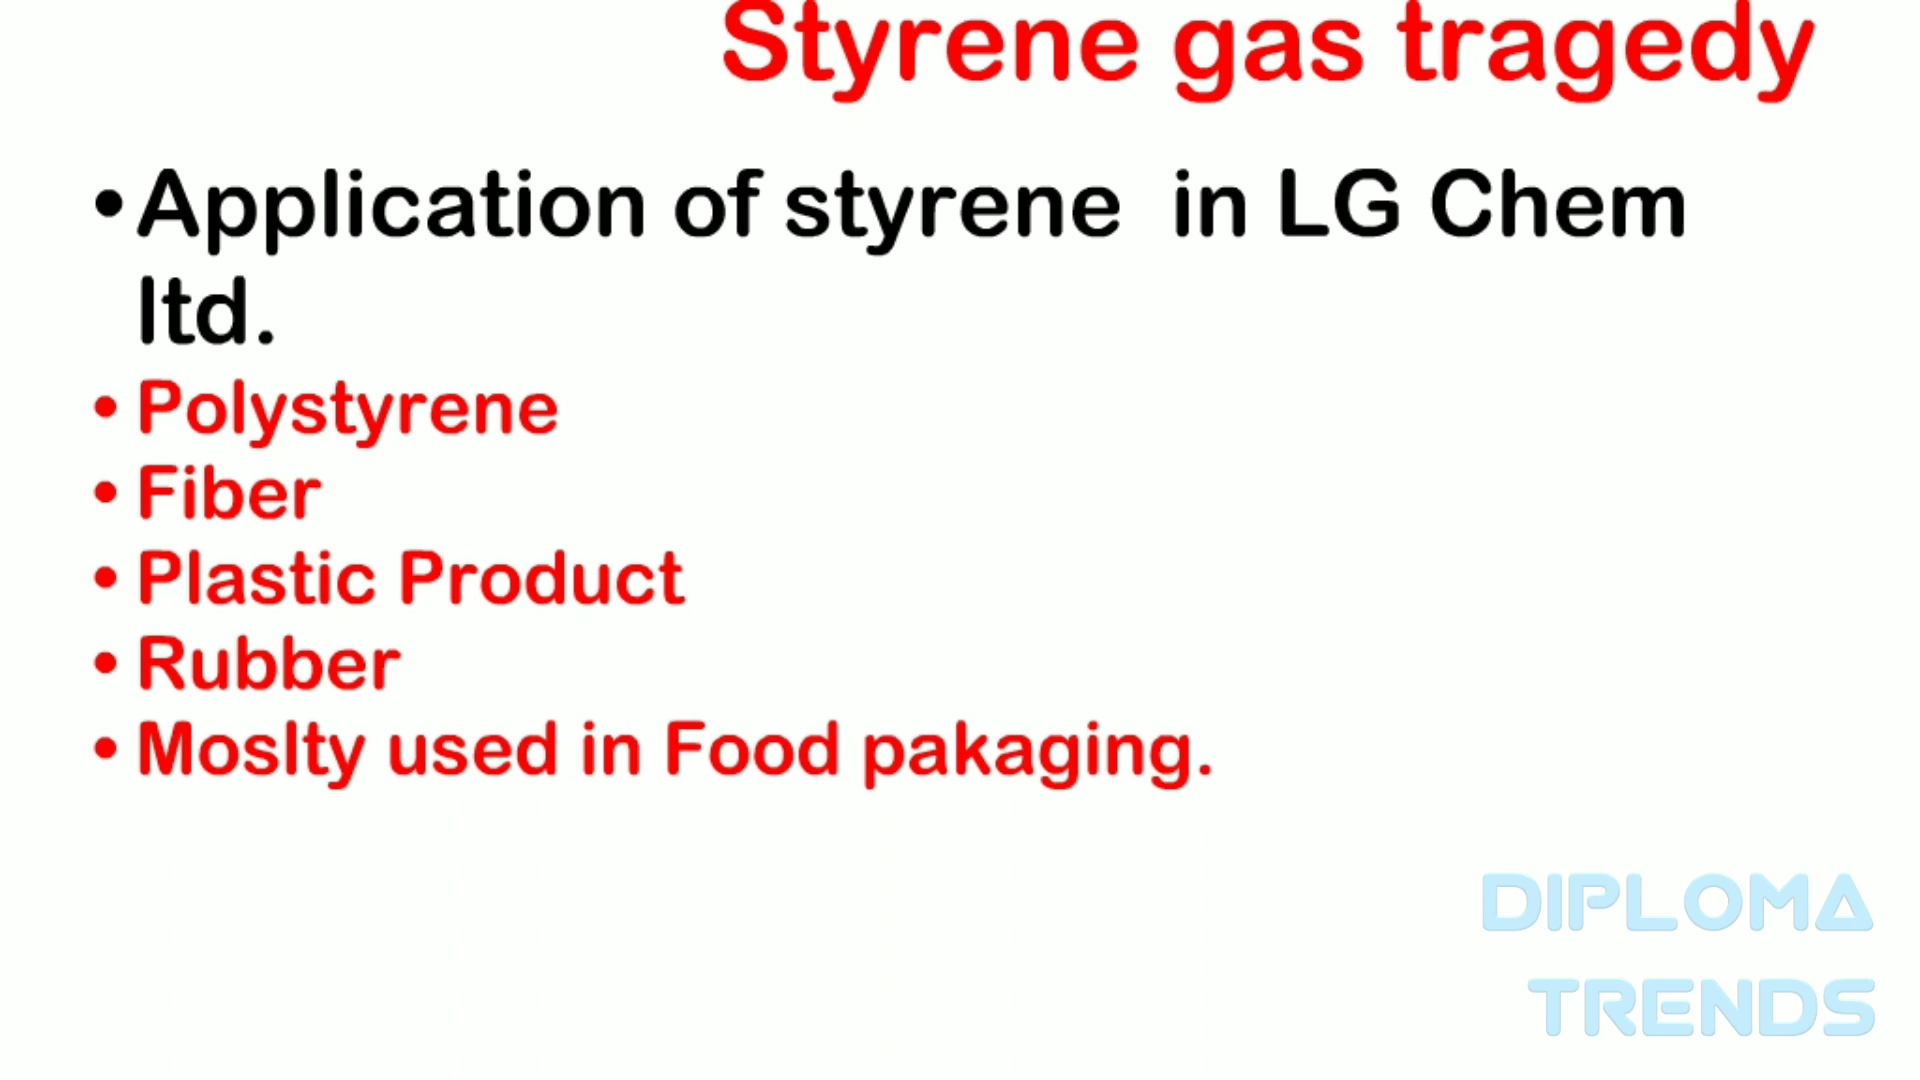 Styrene gas tragedy
•Application of styrene in LG Chem
ltd.
• Polystyrene
• Fiber
• Plastic Product
• Rubber
• Moslty used in Food pakaging.
DIPLOMA
TRENDS